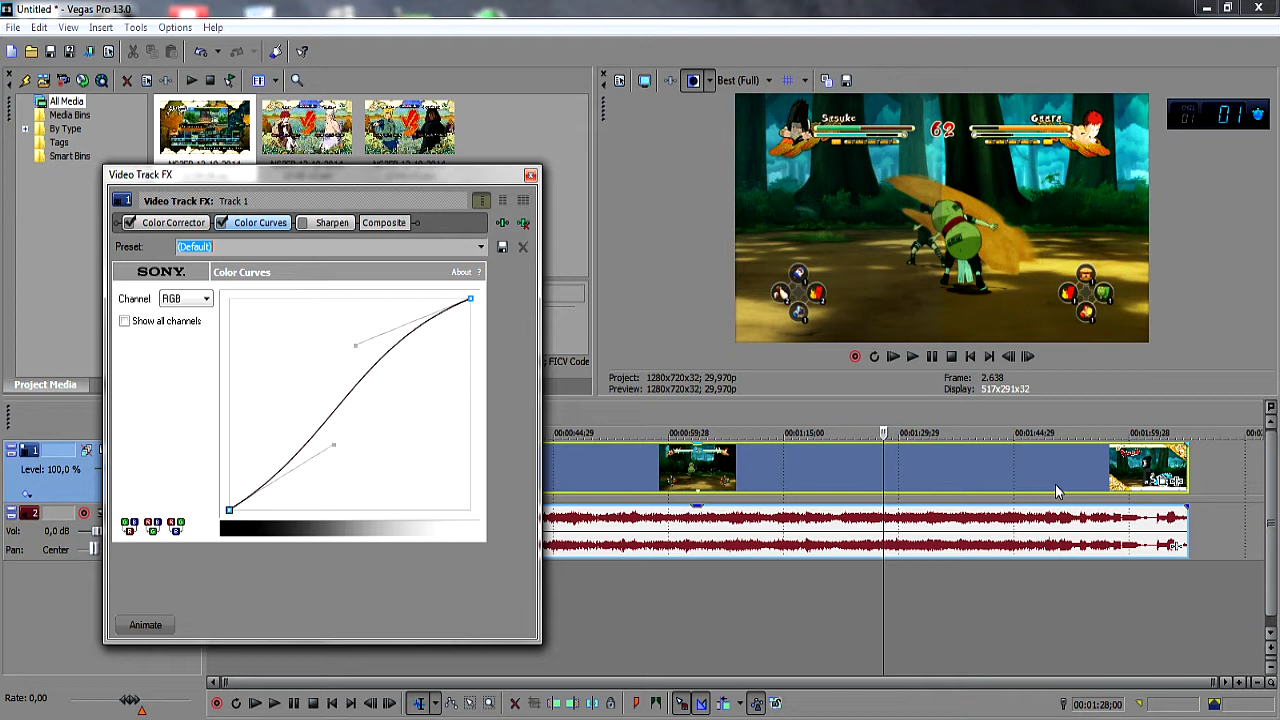 Untitled * - Vegas Pro 13.0
File Edit View Insert Tools Options Help
Best (Full)
All Media
Media Bins
By Type
Tags
Smart Bins
Video Track FX
Video Track FX: Track 1
Color Corrector Color Curves Sharpen Composite
Preset: (Default)
SONY. Color Curves About ?
Channel RGB
Show all channels
Animate
Sasuke 62 Gaara
01
; FICV Code
Project Media
Project: 1280x720x32; 29,970p
Preview: 1280x720x32; 29,970p
Frame: 2.638
Display: 517x291x32
00:00:44;29 00:00:59;28 00:01:15;00 00:01:29;29 00:01:44;29 00:01:59;28
1
Level: 100,0 %
2
Vol: 0,0 dB
Pan: Center
Rate: 0,00
00:01:28;00